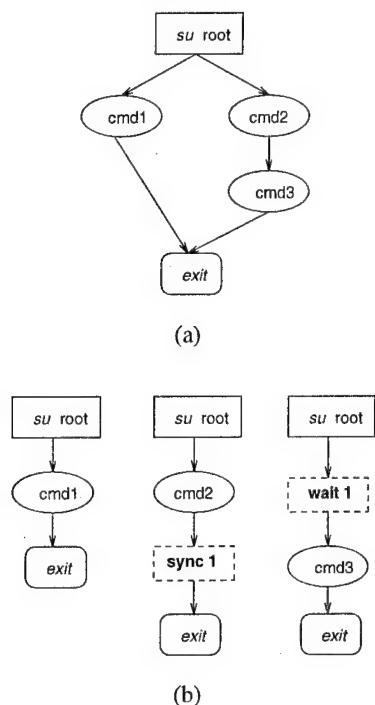 su root
cmd1
cmd2
cmd3
exit
(a)
su root
su root
su root
cmd1
cmd2
wait 1
exit
sync 1
cmd3
exit
exit
(b)